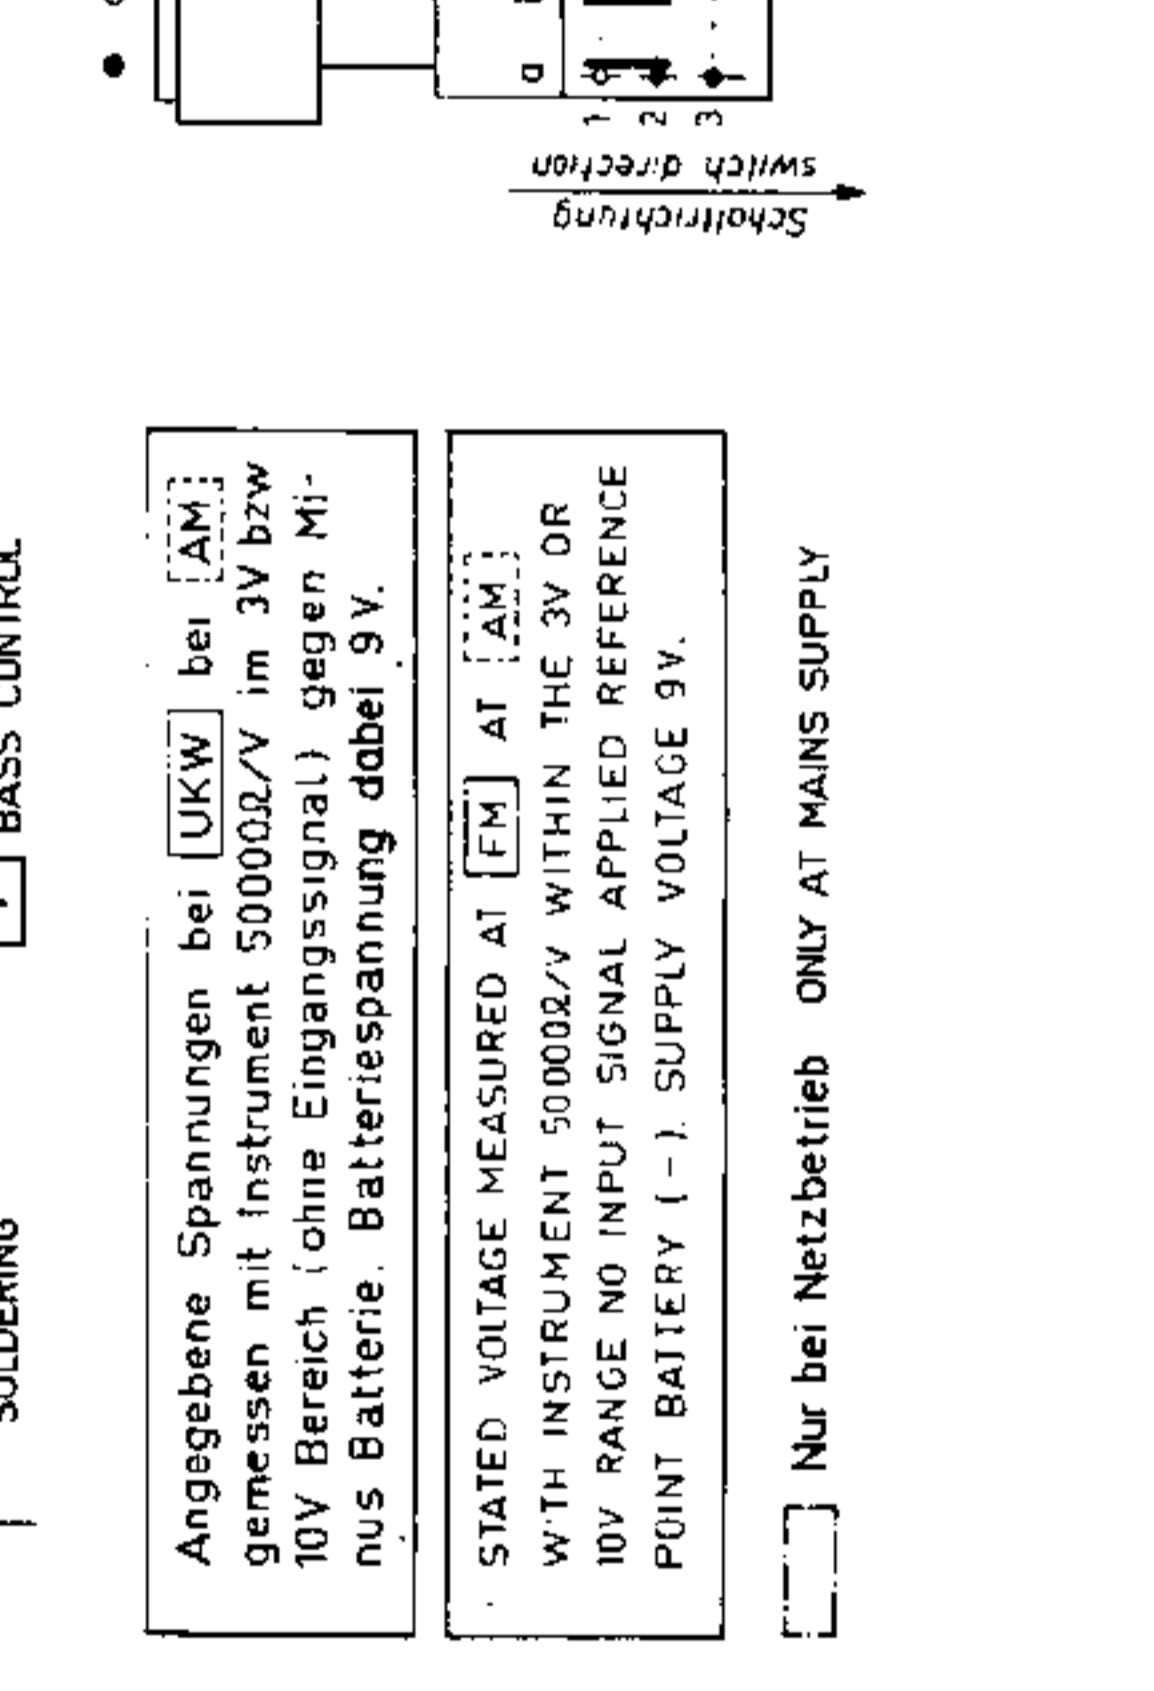 a
1
2
3
switch direction
Schaltrichtung
BASS CONTROL
SOLDERING
Angegebene Spannungen bei UKW bei AM
gemessen mit Instrument 50000Ω/V im 3V bzw
10V Bereich (ohne Eingangssignal) gegen Mi-
nus Batterie. Batteriespannung dabei 9V.
STATED VOLTAGE MEASURED AT FM AT AM
WITH INSTRUMENT 50000Ω/V WITHIN THE 3V OR
10V RANGE NO INPUT SIGNAL APPLIED REFERENCE
POINT BATTERY (-). SUPPLY VOLTAGE 9V.
Nur bei Netzbetrieb ONLY AT MAINS SUPPLY